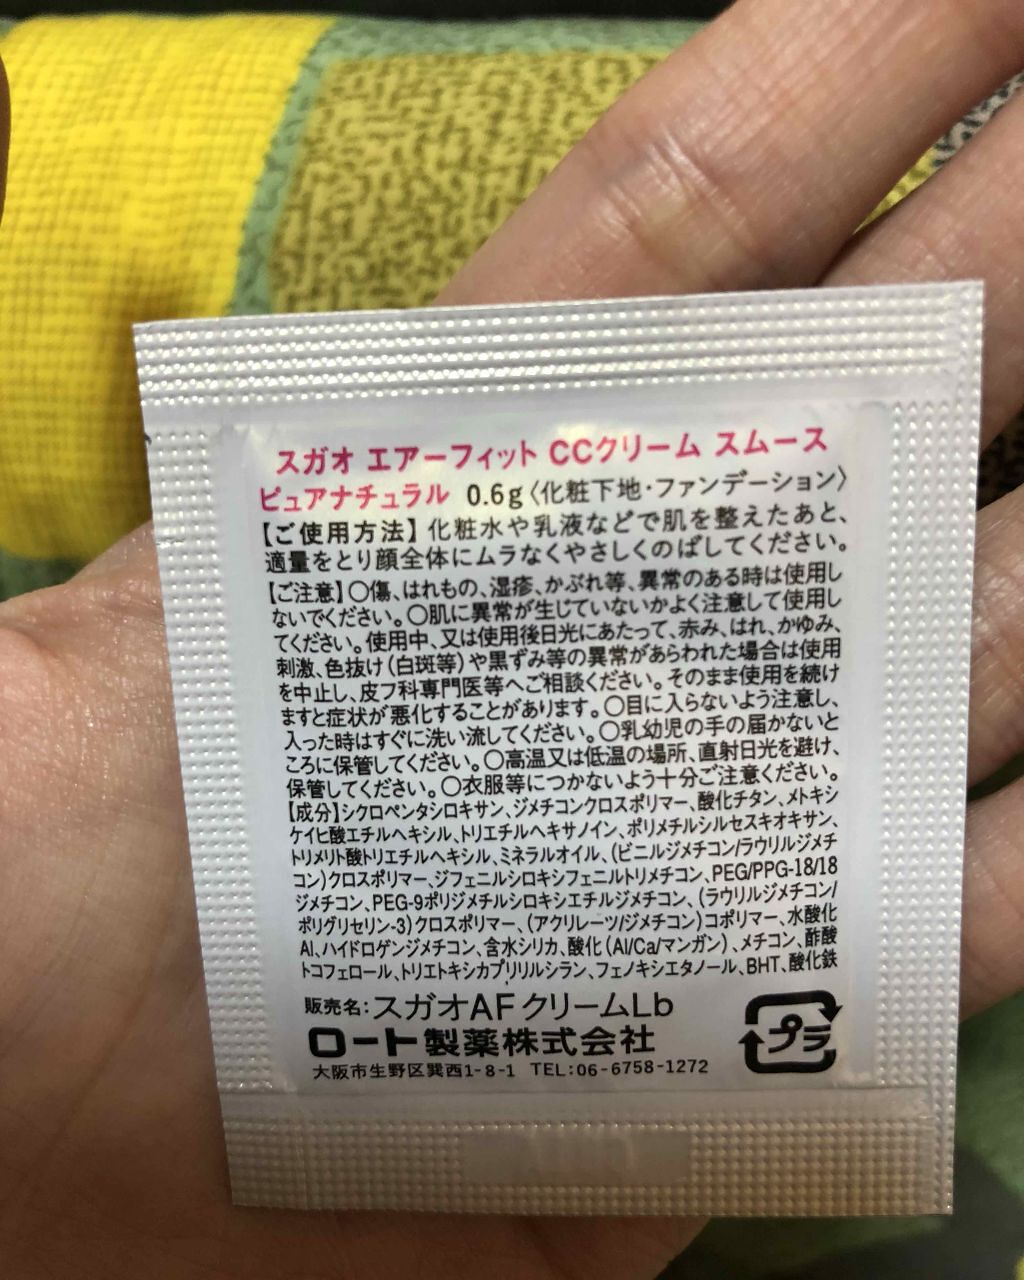 スガオ エアーフィット CCクリーム スムース
ピュアナチュラル 0.6g〈化粧下地・ファンデーション〉
【ご使用方法】化粧水や乳液などで肌を整えたあと、
適量をとり顔全体にムラなくやさしくのばしてください。
【ご注意】〇傷、はれもの、湿疹、かぶれ等、異常のある時は使用し
ないでください。〇肌に異常が生じていないかよく注意して使用し
てください。使用中、又は使用後日光にあたって、赤み、はれ、かゆみ、
刺激、色抜け(白斑等)や黒ずみ等の異常があらわれた場合は使用
を中止し、皮フ科専門医等へご相談ください。そのまま使用を続け
ますと症状が悪化することがあります。〇目に入らないよう注意し、
入った時はすぐに洗い流してください。〇乳幼児の手の届かないと
ころに保管してください。〇高温又は低温の場所、直射日光を避け、
保管してください。〇衣服等につかないよう十分ご注意ください。
【成分】シクロペンタシロキサン、ジメチコンクロスポリマー、酸化チタン、メトキシ
ケイヒ酸エチルヘキシル、トリエチルヘキサノイン、ポリメチルシルセスキオキサン、
トリメリト酸トリエチルヘキシル、ミネラルオイル、(ビニルジメチコン/ラウリルジメチ
コン)クロスポリマー、ジフェニルシロキシフェニルトリメチコン、PEG/PPG-18/18
ジメチコン、PEG-9ポリジメチルシロキシエチルジメチコン、(ラウリルジメチコン/
ポリグリセリン-3)クロスポリマー、(アクリレーツ/ジメチコン)コポリマー、水酸化
Al、ハイドロゲンジメチコン、含水シリカ、酸化(Al/Ca/マンガン)、メチコン、酢酸
トコフェロール、トリエトキシカプリリルシラン、フェノキシエタノール、BHT、酸化鉄
販売名:スガオAFクリームLb
ロート製薬株式会社
大阪市生野区巽西1-8-1 TEL:06-6758-1272
プラ